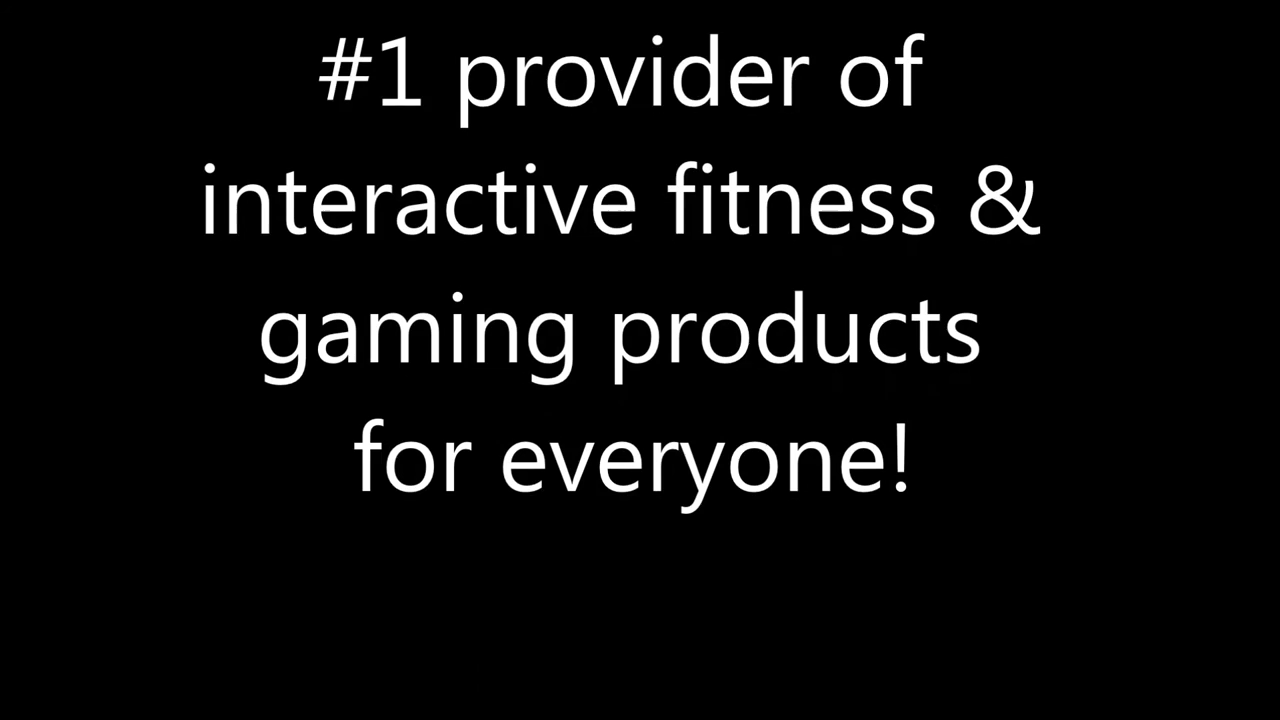 #1 provider of
interactive fitness &
gaming products
for everyone!